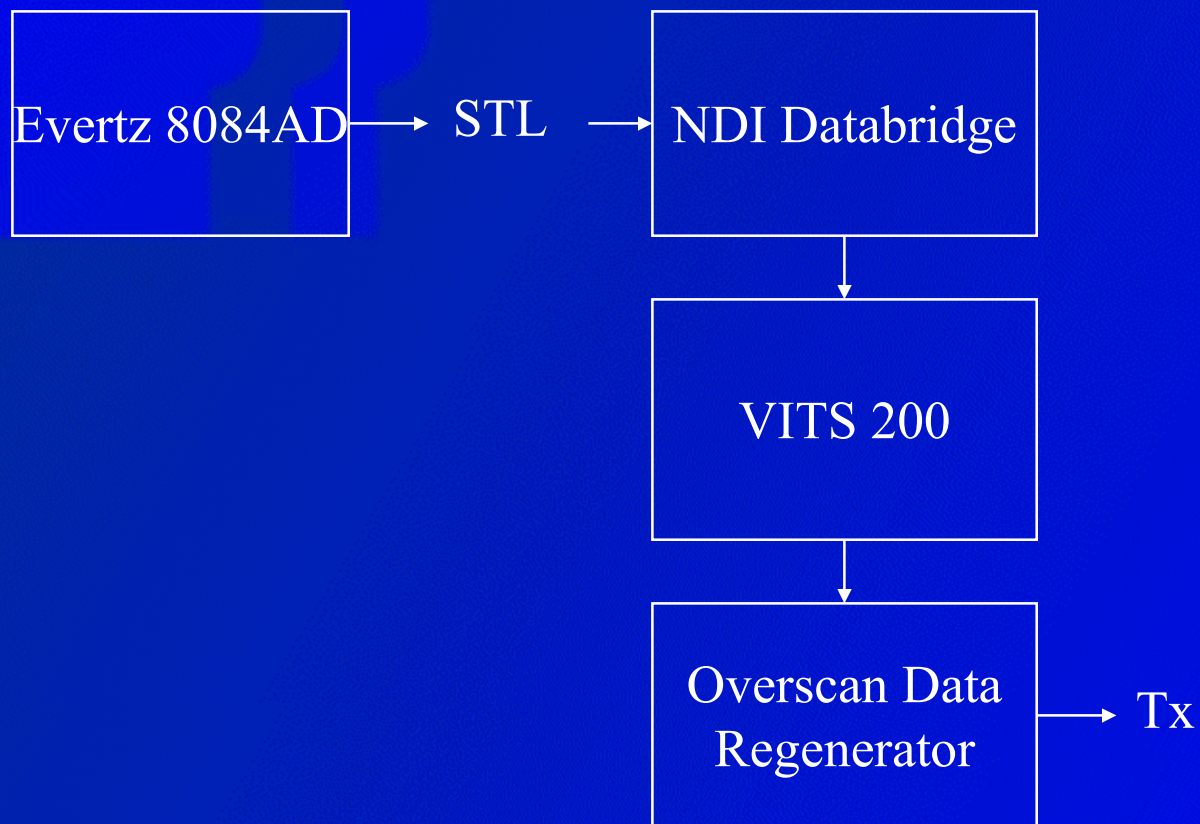 Evertz 8084AD
STL
NDI Databridge
VITS 200
Overscan Data
Regenerator
Tx